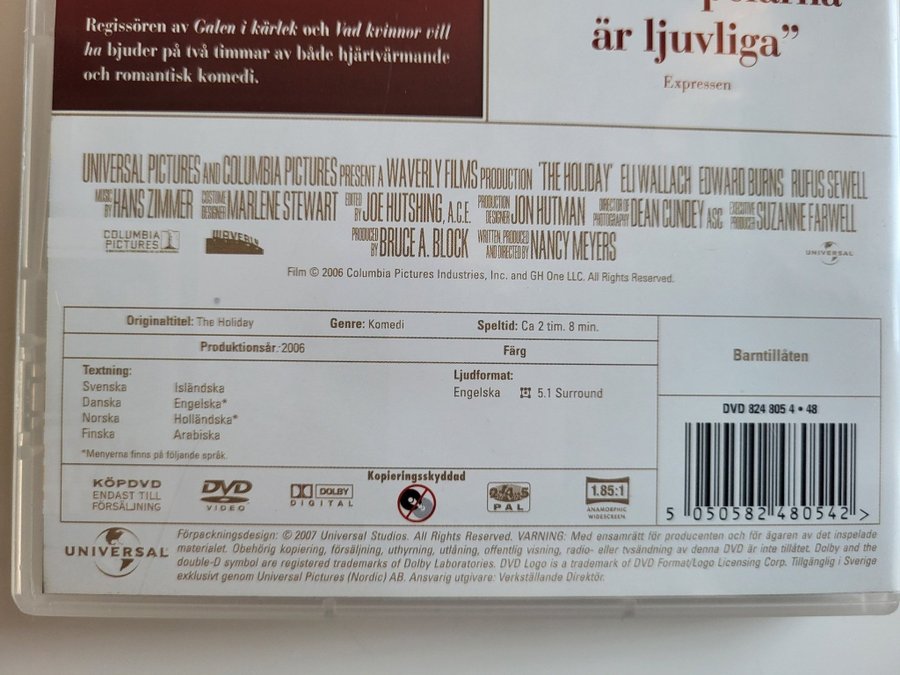 Regissören av Galen i kärlek och Vad kvinnor vill
ha bjuder på två timmar av både hjärtvärmande
och romantisk komedi.
är ljuvliga”
Expressen
UNIVERSAL PICTURES AND COLUMBIA PICTURES PRESENT A WAVERLY FILMS PRODUCTION "THE HOLIDAY" ELI WALLACH EDWARD BURNS RUFUS SEWELL
MUSIC BY HANS ZIMMER COSTUME DESIGNER MARLENE STEWART EDITED BY JOE HUTSHING, A.C.E. PRODUCTION DESIGNER JON HUTMAN DIRECTOR OF PHOTOGRAPHY DEAN CUNDEY ASC EXECUTIVE PRODUCER SUZANNE FARWELL
PRODUCED BY BRUCE A. BLOCK WRITTEN, PRODUCED AND DIRECTED BY NANCY MEYERS
COLUMBIA PICTURES
WAVERLY
UNIVERSAL
Film © 2006 Columbia Pictures Industries, Inc. and GH One LLC. All Rights Reserved.
Originaltitel: The Holiday Genre: Komedi Speltid: Ca 2 tim. 8 min.
Produktionsår: 2006 Färg
Textning:
Svenska Isländska
Danska Engelska*
Norska Holländska*
Finska Arabiska
*Menyerna finns på följande språk.
Ljudformat:
Engelska 5.1 Surround
Barntillåten
DVD 824 805 4 • 48
5 050582 480542 >
KÖPDVD
ENDAST TILL
FÖRSÄLJNING
DVD
VIDEO
DOLBY
DIGITAL
Kopieringsskyddad
2 4 5
PAL
1.85:1
ANAMORPHIC
WIDESCREEN
UNIVERSAL
Förpackningsdesign: © 2007 Universal Studios. All Rights Reserved. VARNING: Med ensamrätt för producenten och för ägaren av det inspelade
materialet. Obehörig kopiering, försäljning, uthyrning, utlåning, offentlig visning, radio- eller tvsändning av denna DVD är inte tillåtet. Dolby and the
double-D symbol are registered trademarks of Dolby Laboratories. DVD Logo is a trademark of DVD Format/Logo Licensing Corp. Tillgänglig i Sverige
exklusivt genom Universal Pictures (Nordic) AB. Ansvarig utgivare: Verkställande Direktör.